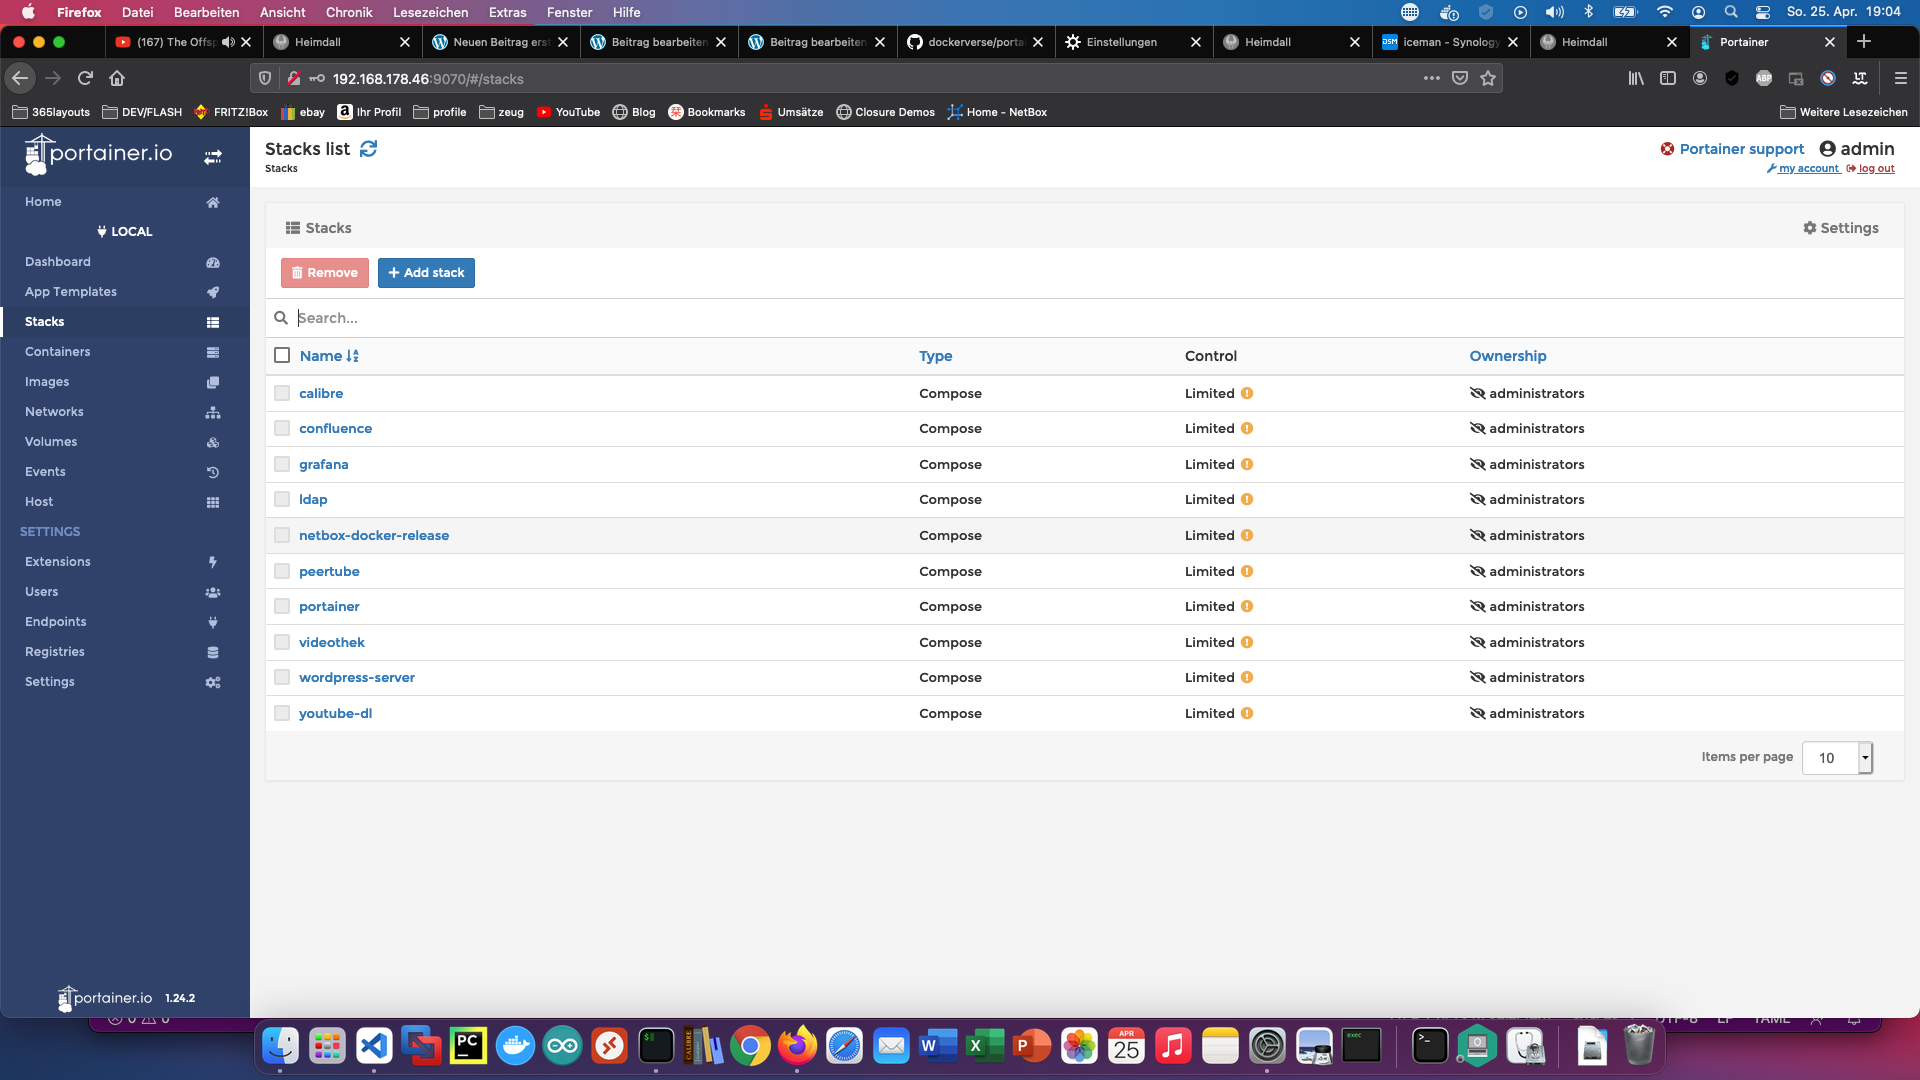 Firefox Datei Bearbeiten Ansicht Chronik Lesezeichen Extras Fenster Hilfe So. 25. Apr. 19:04
(167) The Offsp Heimdall Neuen Beitrag erst Beitrag bearbeiten Beitrag bearbeiten dockerverse/porta Einstellungen Heimdall iceman - Synology Heimdall Portainer
192.168.178.46:9070/#/stacks
365layouts DEV/FLASH FRITZ!Box ebay Ihr Profil profile zeug YouTube Blog Bookmarks Umsätze Closure Demos Home - NetBox Weitere Lesezeichen
portainer.io
Stacks list
Stacks
Portainer support admin
my account log out
Home
LOCAL
Dashboard
App Templates
Stacks
Containers
Images
Networks
Volumes
Events
Host
SETTINGS
Extensions
Users
Endpoints
Registries
Settings
portainer.io 1.24.2
Stacks Settings
Remove + Add stack
Search...
Name Type Control Ownership
calibre Compose Limited administrators
confluence Compose Limited administrators
grafana Compose Limited administrators
ldap Compose Limited administrators
netbox-docker-release Compose Limited administrators
peertube Compose Limited administrators
portainer Compose Limited administrators
videothek Compose Limited administrators
wordpress-server Compose Limited administrators
youtube-dl Compose Limited administrators
Items per page 10
PC
APR
25
exec